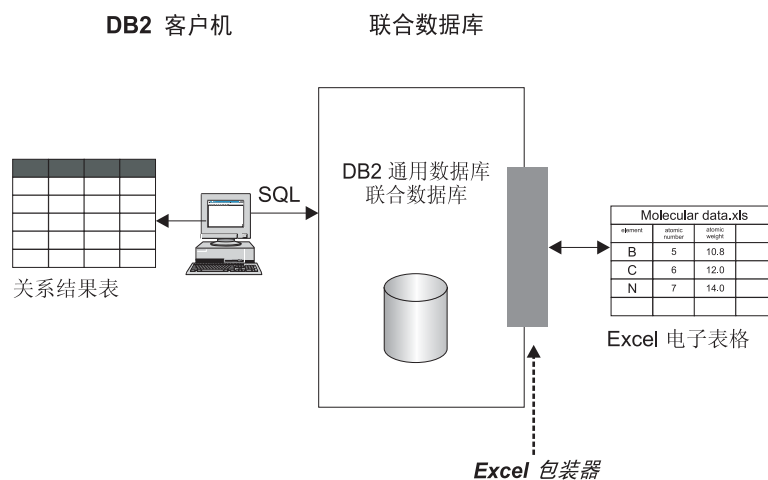 DB2 客户机
联合数据库
SQL
DB2 通用数据库
联合数据库
关系结果表
Molecular data.xls
element atomic number atomic weight
B 5 10.8
C 6 12.0
N 7 14.0
Excel 电子表格
Excel 包装器